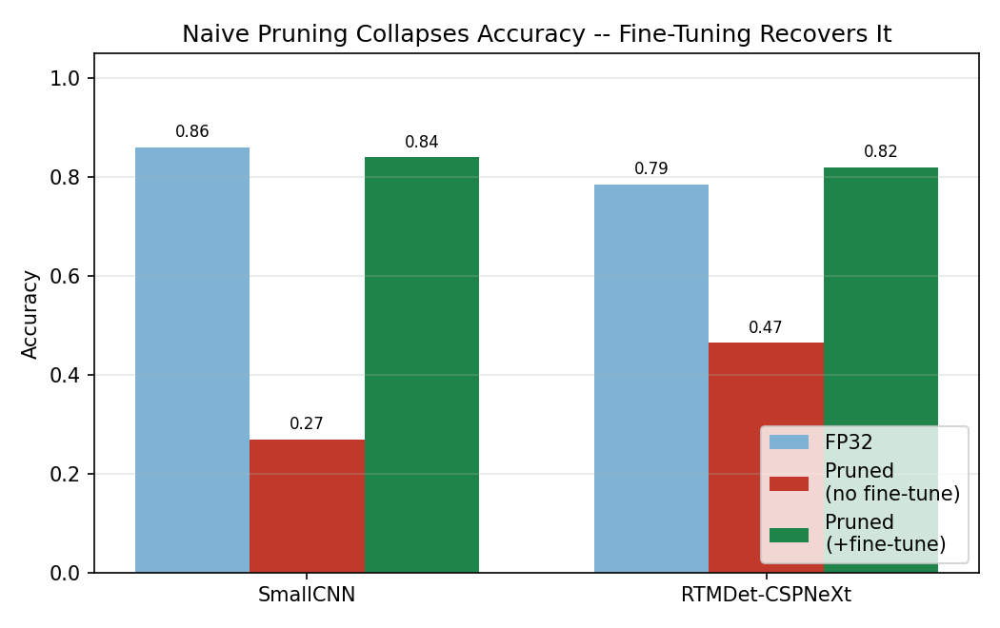 Naive Pruning Collapses Accuracy -- Fine-Tuning Recovers It
Accuracy
1.0
0.8
0.6
0.4
0.2
0.0
0.86
0.27
0.84
0.79
0.47
0.82
FP32
Pruned
(no fine-tune)
Pruned
(+fine-tune)
SmallCNN
RTMDet-CSPNeXt